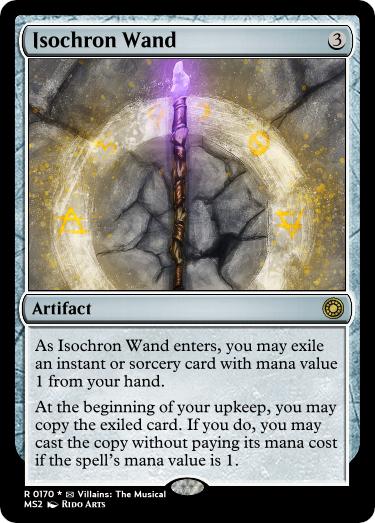 Isochron Wand 3
Artifact
As Isochron Wand enters, you may exile
an instant or sorcery card with mana value
1 from your hand.
At the beginning of your upkeep, you may
copy the exiled card. If you do, you may
cast the copy without paying its mana cost
if the spell's mana value is 1.
R 0170 * Villains: The Musical
MS2 Rido Arts